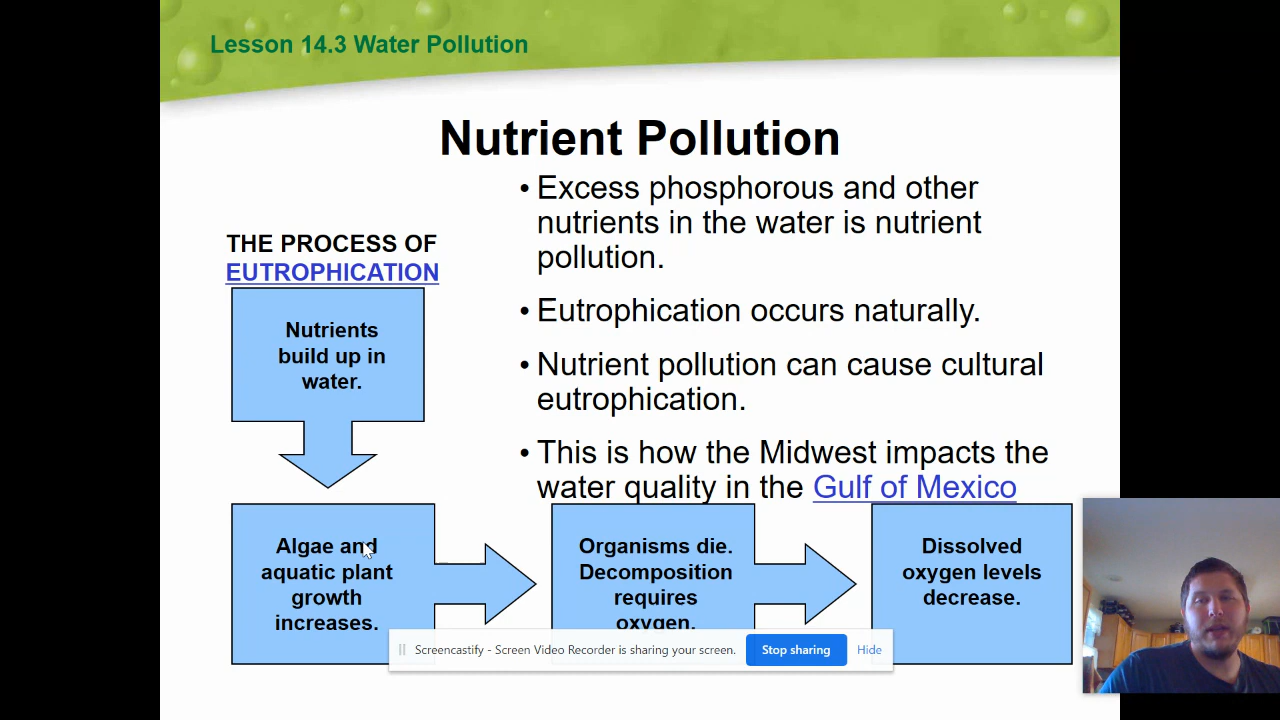 Lesson 14.3 Water Pollution
Nutrient Pollution
• Excess phosphorous and other
nutrients in the water is nutrient
pollution.
• Eutrophication occurs naturally.
• Nutrient pollution can cause cultural
eutrophication.
• This is how the Midwest impacts the
water quality in the Gulf of Mexico
THE PROCESS OF
EUTROPHICATION
Nutrients
build up in
water.
Algae and
aquatic plant
growth
increases.
Organisms die.
Decomposition
requires
oxygen.
Dissolved
oxygen levels
decrease.
Screencastify - Screen Video Recorder is sharing your screen.
Stop sharing
Hide